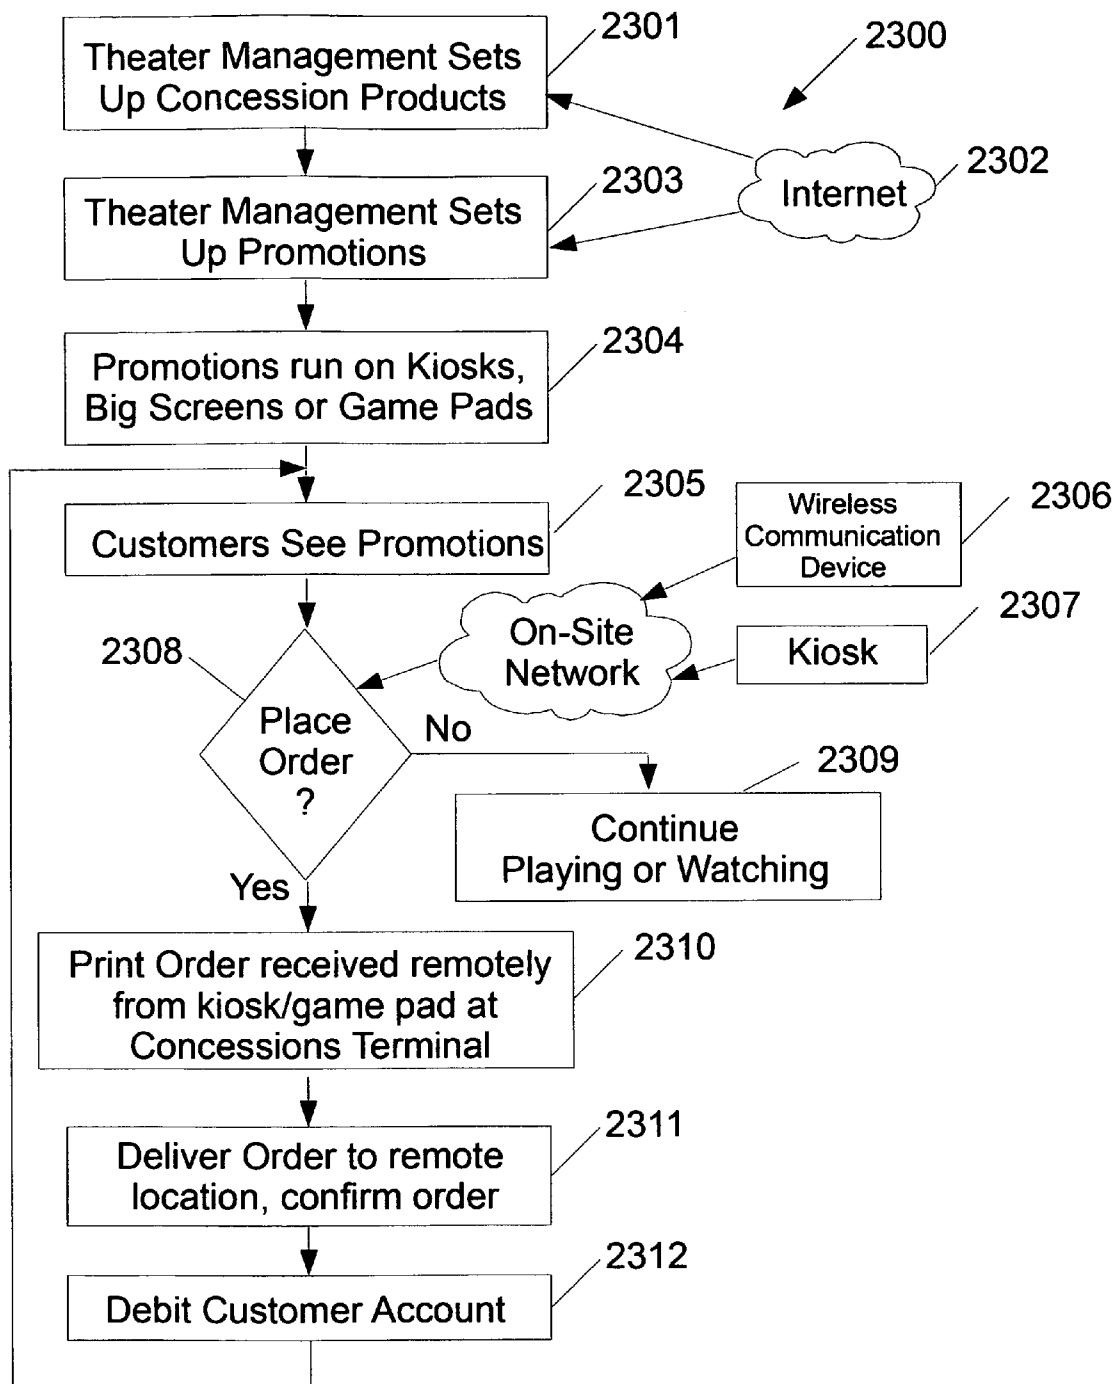 2301
2300
Theater Management Sets
Up Concession Products
2302
Internet
2303
Theater Management Sets
Up Promotions
2304
Promotions run on Kiosks,
Big Screens or Game Pads
2305
Customers See Promotions
2306
Wireless
Communication
Device
2307
Kiosk
On-Site
Network
2308
Place
Order
?
No
2309
Continue
Playing or Watching
Yes
2310
Print Order received remotely
from kiosk/game pad at
Concessions Terminal
2311
Deliver Order to remote
location, confirm order
2312
Debit Customer Account